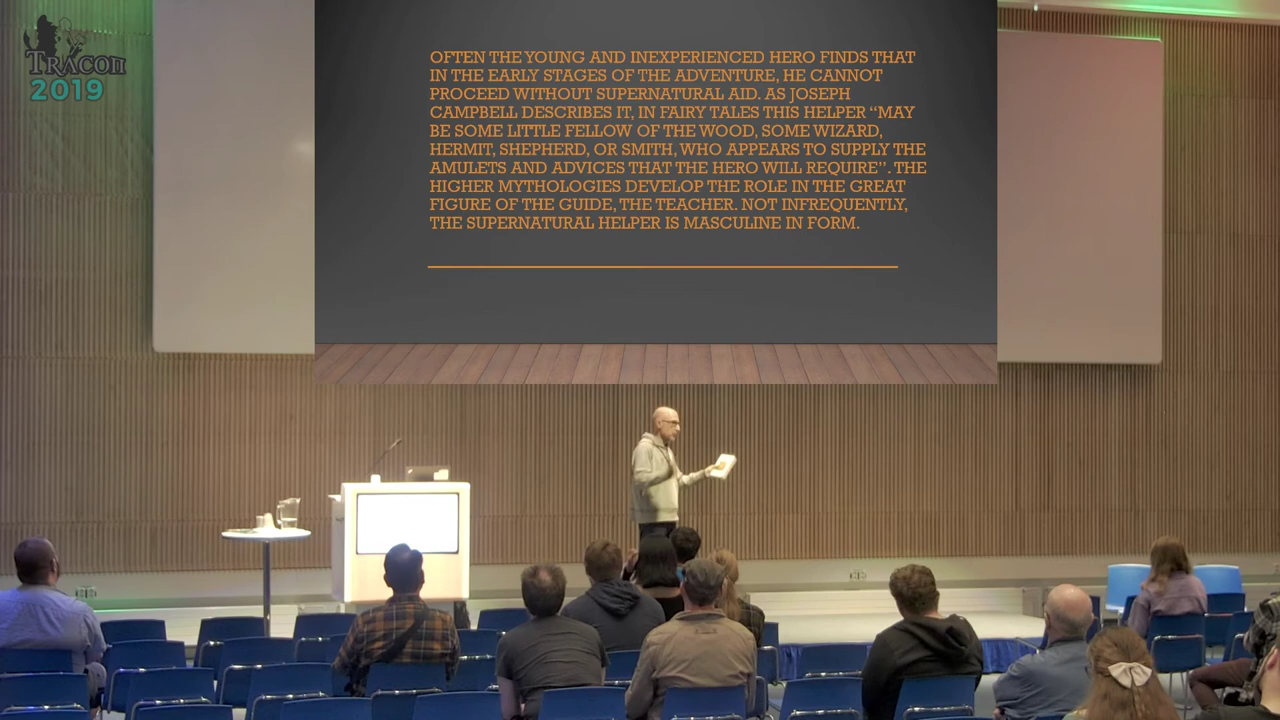 TRACON
2019
OFTEN THE YOUNG AND INEXPERIENCED HERO FINDS THAT
IN THE EARLY STAGES OF THE ADVENTURE, HE CANNOT
PROCEED WITHOUT SUPERNATURAL AID. AS JOSEPH
CAMPBELL DESCRIBES IT, IN FAIRY TALES THIS HELPER “MAY
BE SOME LITTLE FELLOW OF THE WOOD, SOME WIZARD,
HERMIT, SHEPHERD, OR SMITH, WHO APPEARS TO SUPPLY THE
AMULETS AND ADVICES THAT THE HERO WILL REQUIRE”. THE
HIGHER MYTHOLOGIES DEVELOP THE ROLE IN THE GREAT
FIGURE OF THE GUIDE, THE TEACHER. NOT INFREQUENTLY,
THE SUPERNATURAL HELPER IS MASCULINE IN FORM.